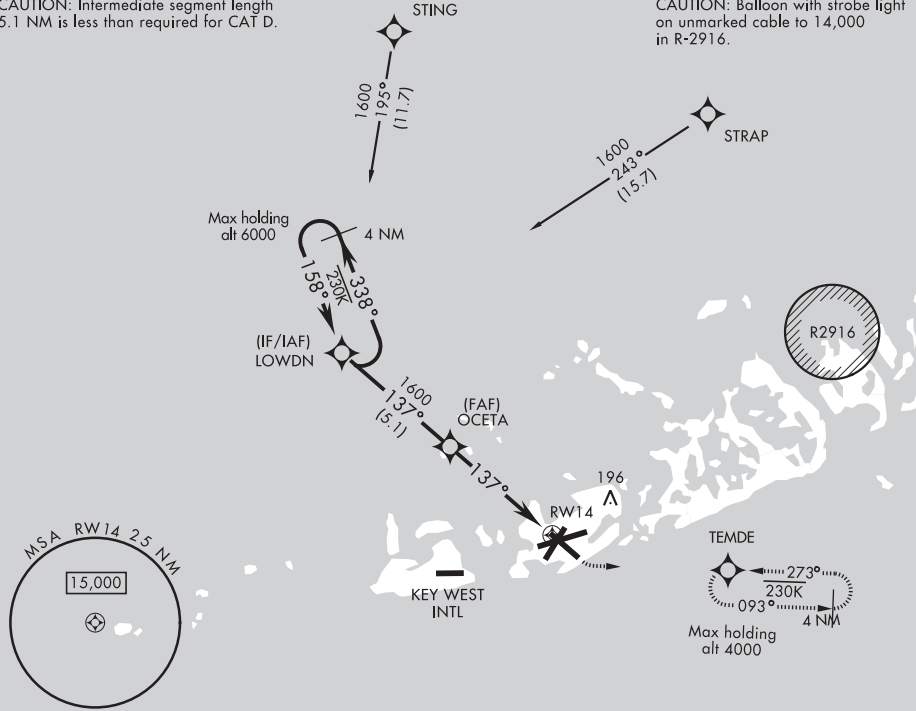 CAUTION: Intermediate segment length
5.1 NM is less than required for CAT D.
STING
CAUTION: Balloon with strobe light
on unmarked cable to 14,000
in R-2916.
1600
195°
(11.7)
STRAP
1600
243°
(15.7)
Max holding
alt 6000
4 NM
158°
230K
338°
(IF/IAF)
LOWDN
R2916
1600
137°
(5.1)
(FAF)
OCETA
137°
196
RW14
MSA RW14 25 NM
15,000
KEY WEST
INTL
TEMDE
273°
230K
093°
4 NM
Max holding
alt 4000